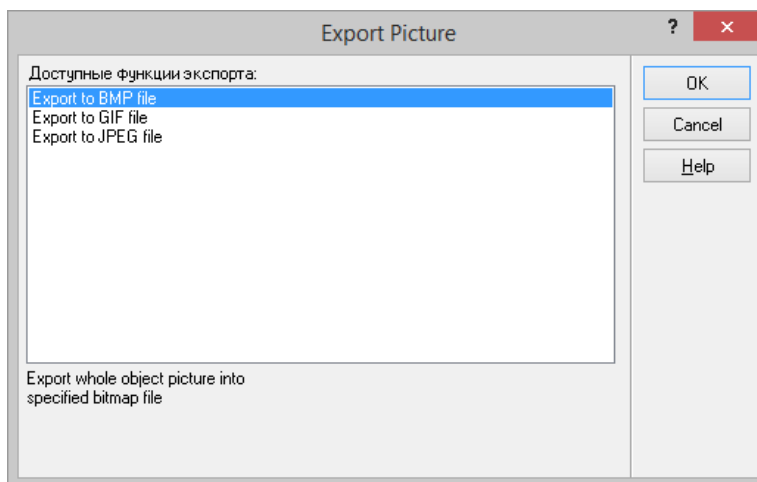 Export Picture
?
×
Доступные функции экспорта:
Export to BMP file
Export to GIF file
Export to JPEG file
OK
Cancel
Help
Export whole object picture into
specified bitmap file